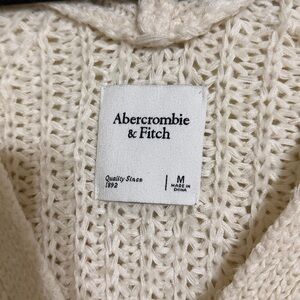 Abercrombie
& Fitch
Quality Since
1892
M
MADE IN
CHINA